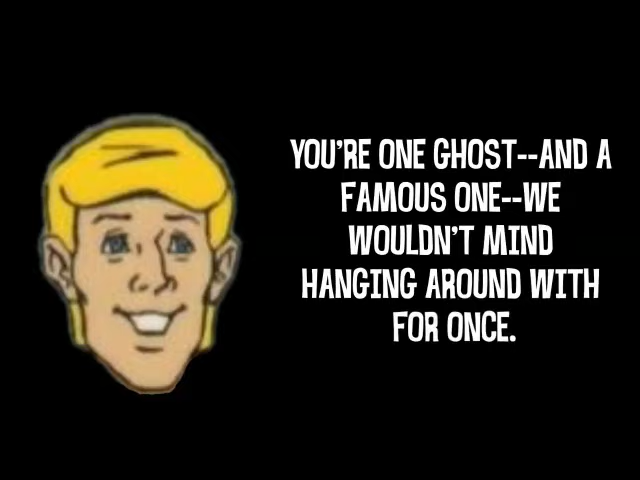 YOU'RE ONE GHOST--AND A
FAMOUS ONE--WE
WOULDN'T MIND
HANGING AROUND WITH
FOR ONCE.